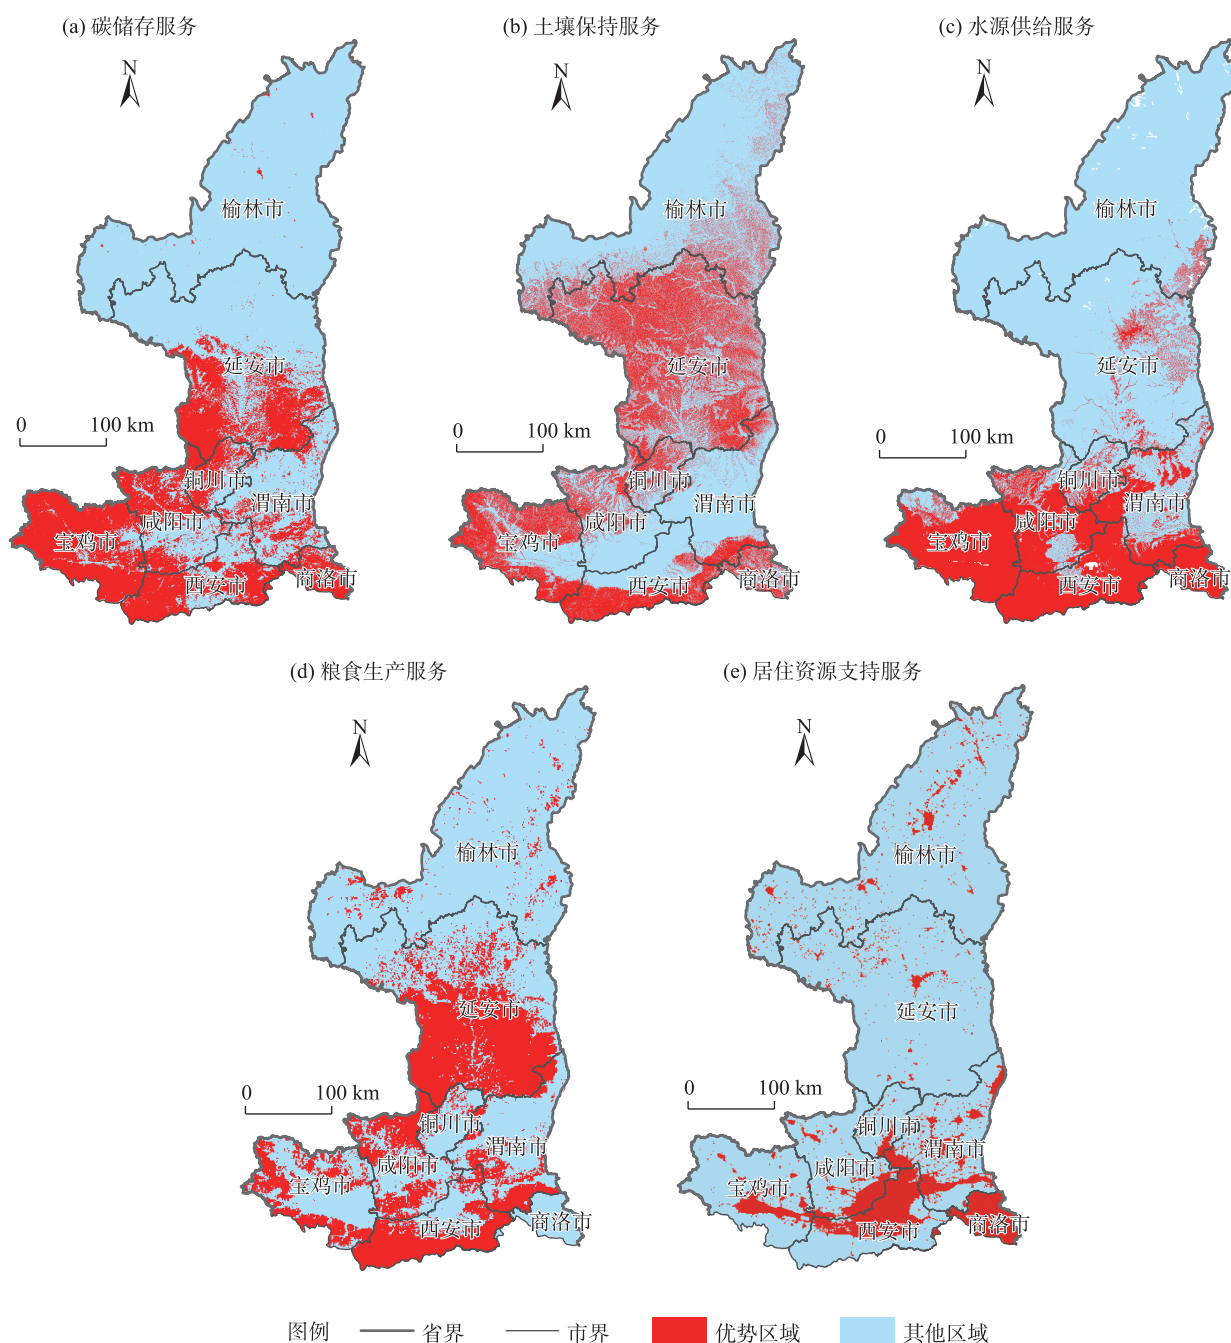 (a) 碳储存服务
(b) 土壤保持服务
(c) 水源供给服务
N
N
N
榆林市
榆林市
榆林市
延安市
延安市
延安市
0 100 km
0 100 km
0 100 km
铜川市
渭南市
咸阳市
宝鸡市
西安市
商洛市
铜川市
渭南市
咸阳市
宝鸡市
西安市
商洛市
铜川市
渭南市
咸阳市
宝鸡市
西安市
商洛市
(d) 粮食生产服务
(e) 居住资源支持服务
N
N
榆林市
榆林市
延安市
延安市
0 100 km
0 100 km
铜川市
渭南市
咸阳市
宝鸡市
西安市
商洛市
铜川市
渭南市
咸阳市
宝鸡市
西安市
商洛市
图例 省界 市界 优势区域 其他区域